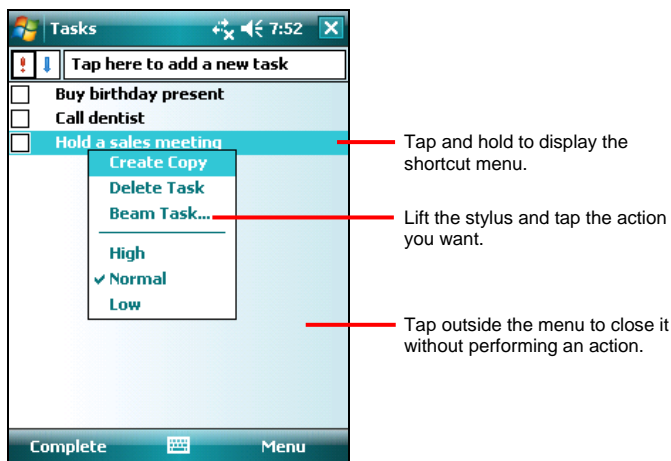 Tasks 7:52
Tap here to add a new task
Buy birthday present
Call dentist
Hold a sales meeting
Create Copy
Delete Task
Beam Task...
High
Normal
Low
Complete Menu
Tap and hold to display the
shortcut menu.
Lift the stylus and tap the action
you want.
Tap outside the menu to close it
without performing an action.